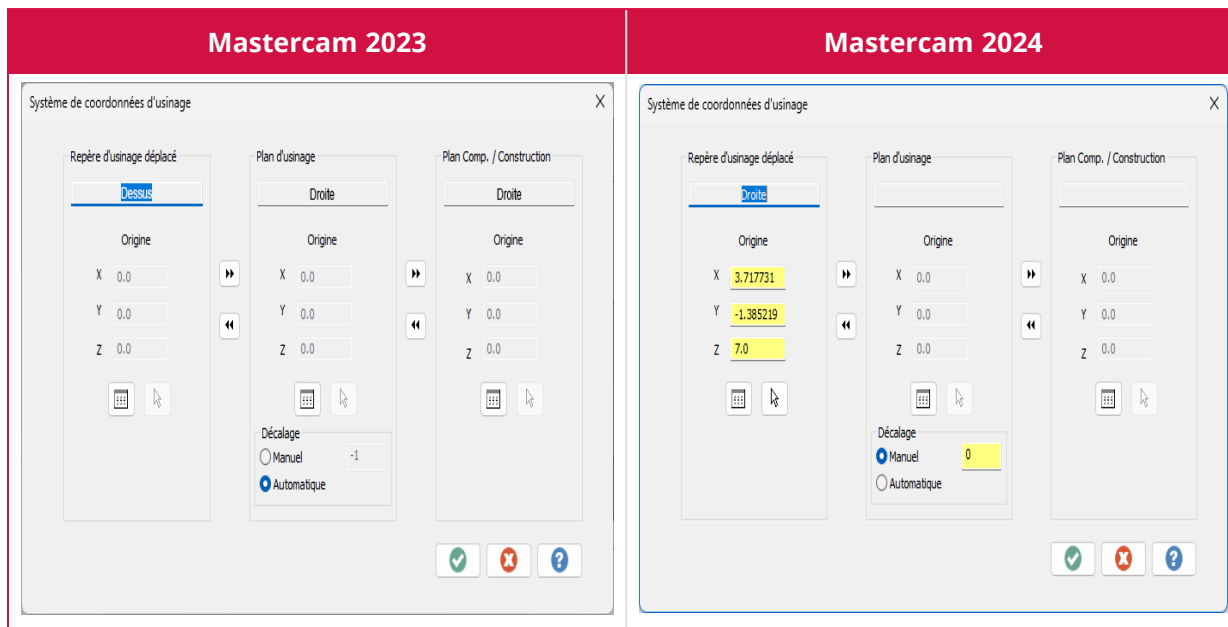 Mastercam 2023
Système de coordonnées d'usinage
X
Repère d'usinage déplacé
Plan d'usinage
Plan Comp. / Construction
Dessus
Droite
Droite
Origine
Origine
Origine
X 0.0
X 0.0
X 0.0
Y 0.0
Y 0.0
Y 0.0
Z 0.0
Z 0.0
Z 0.0
Décalage
Manuel -1
Automatique
?
Mastercam 2024
Système de coordonnées d'usinage
X
Repère d'usinage déplacé
Plan d'usinage
Plan Comp. / Construction
Droite
Origine
Origine
Origine
X 3.717731
X 0.0
X 0.0
Y -1.385219
Y 0.0
Y 0.0
Z 7.0
Z 0.0
Z 0.0
Décalage
Manuel 0
Automatique
?